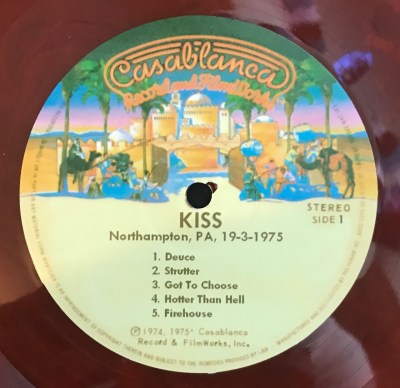 Casablanca
Record and FilmWorks
KISS
Northampton, PA, 19-3-1975
STEREO
SIDE 1
1. Deuce
2. Strutter
3. Got To Choose
4. Hotter Than Hell
5. Firehouse
℗ 1974, 1975 Casablanca
Record & FilmWorks, Inc.